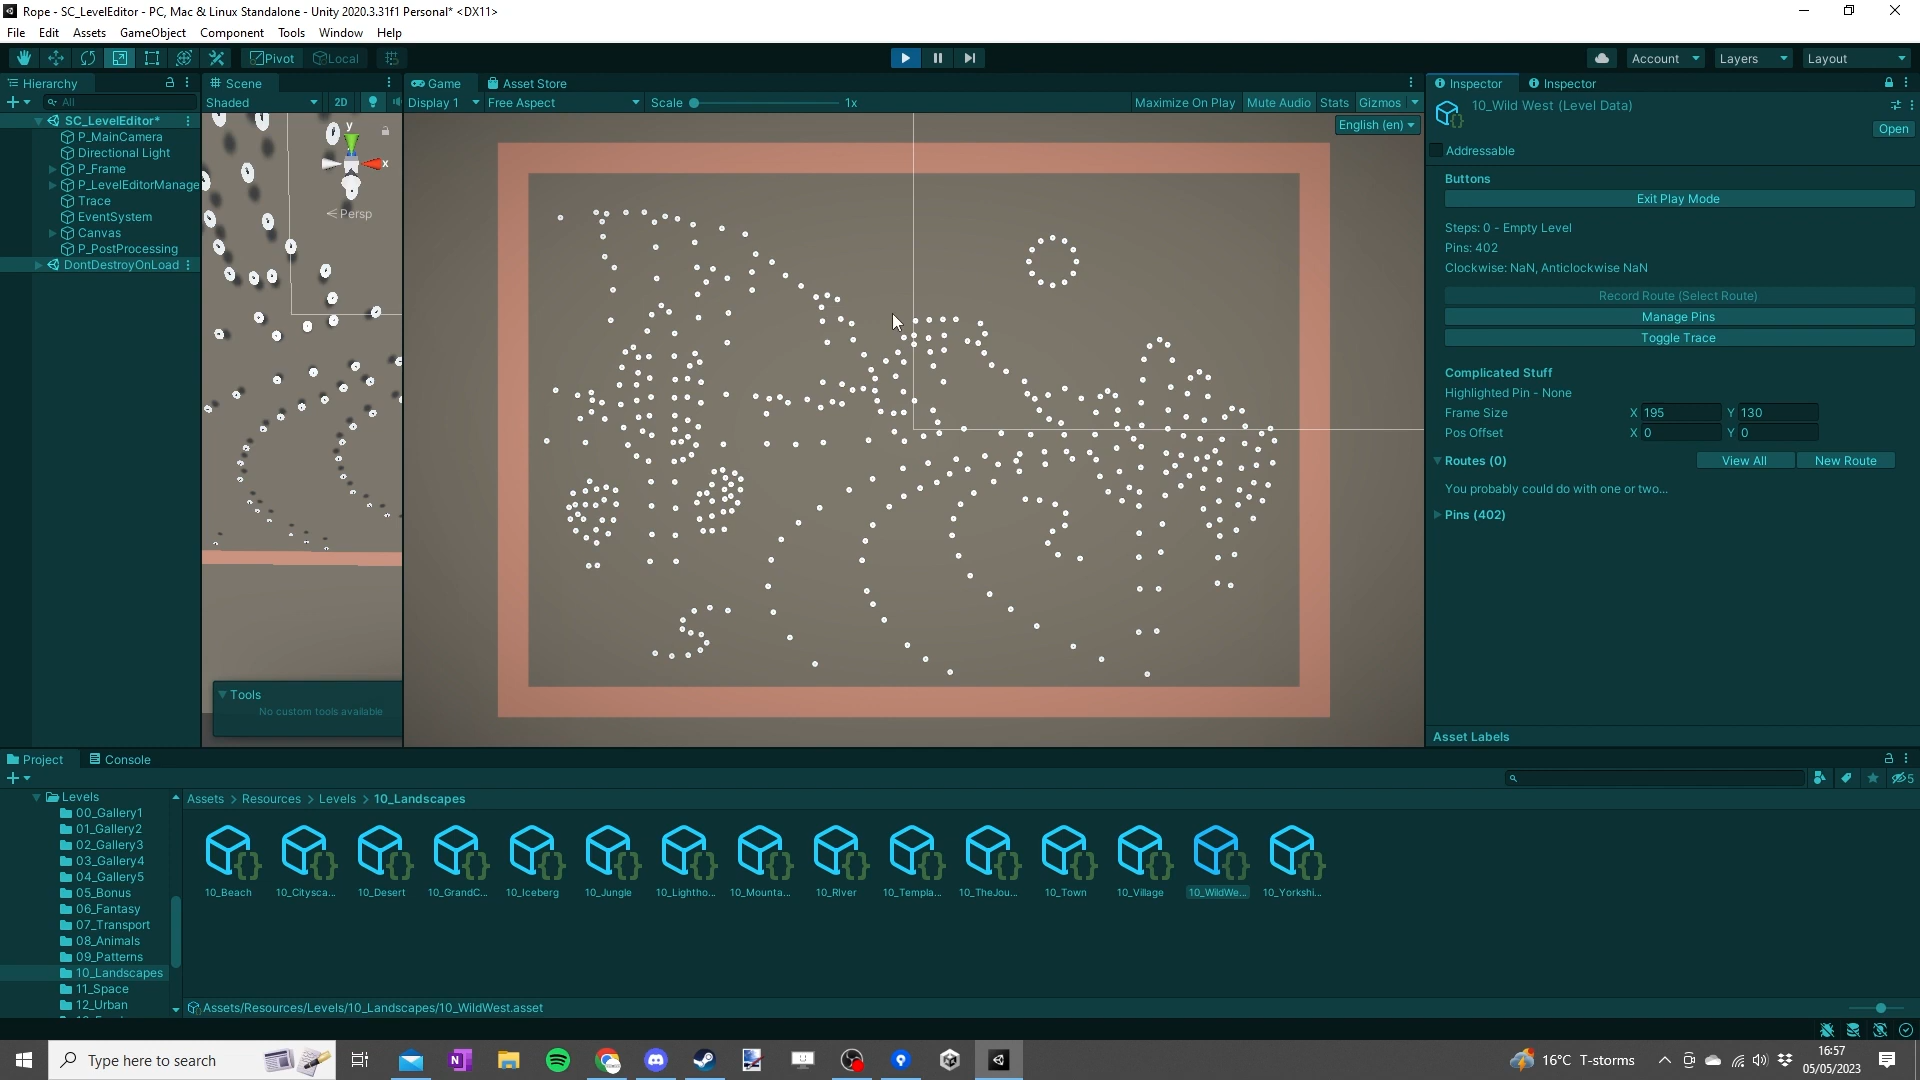 Rope - SC_LevelEditor - PC, Mac & Linux Standalone - Unity 2020.3.31f1 Personal* <DX11>
File Edit Assets GameObject Component Tools Window Help
Pivot Local Account Layers Layout
Hierarchy Scene Game Asset Store Inspector Inspector
All Shaded 2D Display 1 Free Aspect Scale 1x Maximize On Play Mute Audio Stats Gizmos
10_Wild West (Level Data)
Open
SC_LevelEditor*
P_MainCamera
Directional Light
P_Frame
P_LevelEditorManage
Trace
EventSystem
Canvas
P_PostProcessing
DontDestroyOnLoad
y
x
Persp
English (en)
Tools
No custom tools available
Addressable
Buttons
Exit Play Mode
Steps: 0 - Empty Level
Pins: 402
Clockwise: NaN, Anticlockwise NaN
Record Route (Select Route)
Manage Pins
Toggle Trace
Complicated Stuff
Highlighted Pin - None
Frame Size X 195 Y 130
Pos Offset X 0 Y 0
Routes (0) View All New Route
You probably could do with one or two...
Pins (402)
Asset Labels
Project Console
5
Levels
00_Gallery1
01_Gallery2
02_Gallery3
03_Gallery4
04_Gallery5
05_Bonus
06_Fantasy
07_Transport
08_Animals
09_Patterns
10_Landscapes
11_Space
12_Urban
Assets > Resources > Levels > 10_Landscapes
10_Beach 10_Citysca... 10_Desert 10_GrandC... 10_Iceberg 10_Jungle 10_Lightho... 10_Mounta... 10_RIver 10_Templa... 10_TheJou... 10_Town 10_Village 10_WildWe... 10_Yorkshi...
Assets/Resources/Levels/10_Landscapes/10_WildWest.asset
Type here to search
16°C T-storms
16:57
05/05/2023